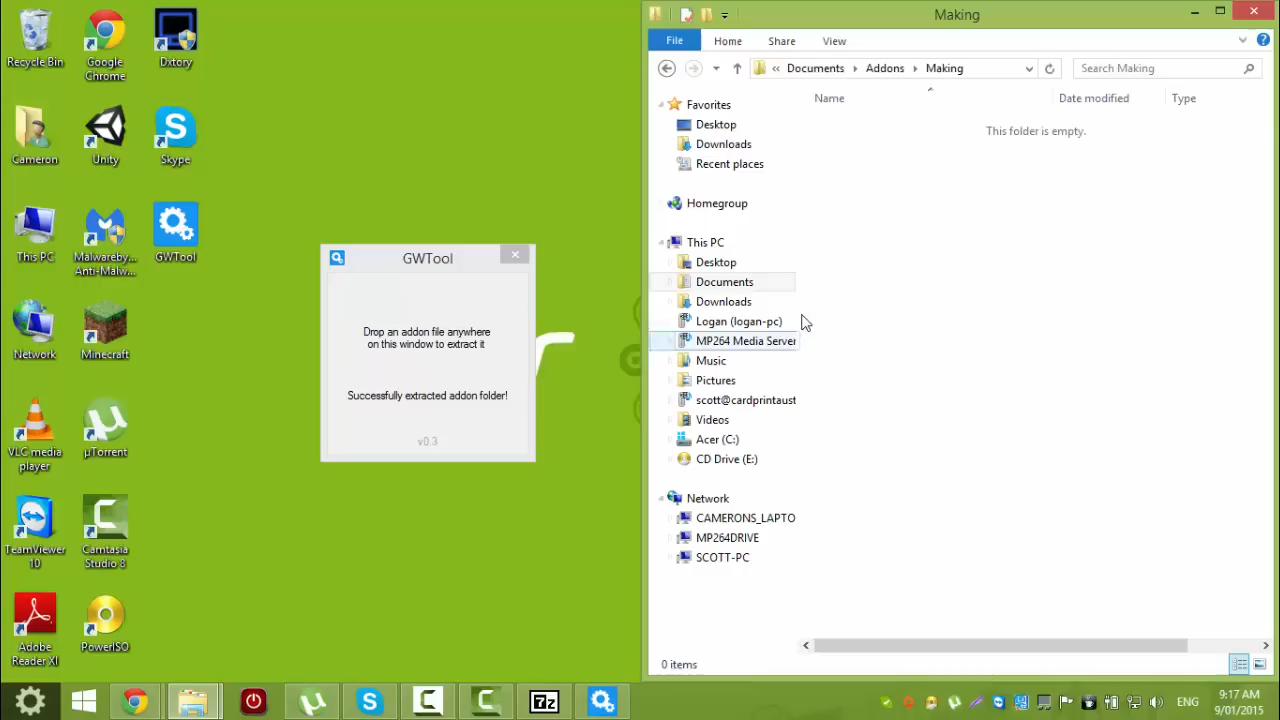 Recycle Bin
Google
Chrome
Dxtory
Cameron
Unity
Skype
This PC
Malwareby...
Anti-Malw...
GWTool
Network
Minecraft
VLC media
player
µTorrent
TeamViewer
10
Camtasia
Studio 8
Adobe
Reader XI
PowerISO
GWTool
Drop an addon file anywhere
on this window to extract it
Successfully extracted addon folder!
v0.3
Making
File
Home
Share
View
« Documents Addons Making
Search Making
Name
Date modified
Type
This folder is empty.
Favorites
Desktop
Downloads
Recent places
Homegroup
This PC
Desktop
Documents
Downloads
Logan (logan-pc)
MP264 Media Server
Music
Pictures
scott@cardprintaust
Videos
Acer (C:)
CD Drive (E:)
Network
CAMERONS_LAPTO
MP264DRIVE
SCOTT-PC
0 items
7z
ENG
9:17 AM
9/01/2015